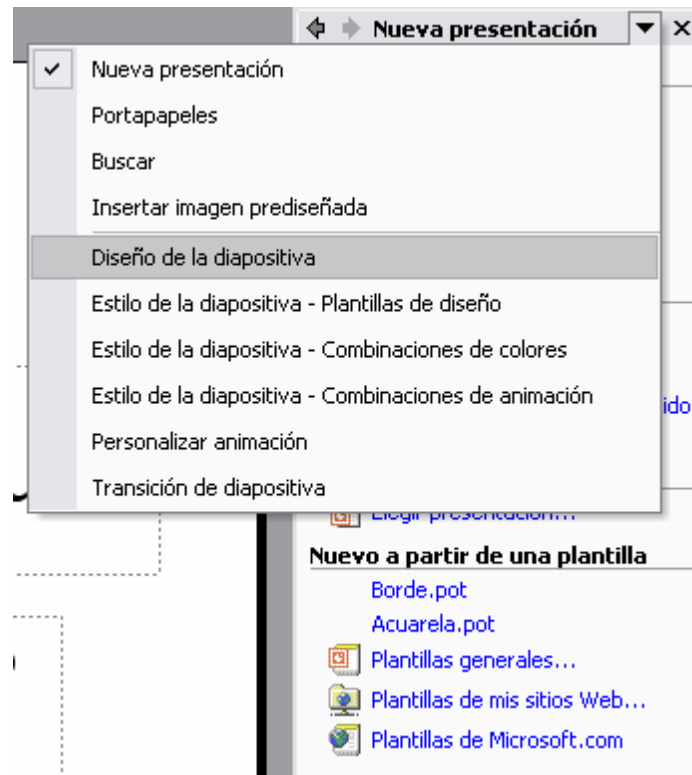 Nueva presentación
Nueva presentación
Portapapeles
Buscar
Insertar imagen prediseñada
Diseño de la diapositiva
Estilo de la diapositiva - Plantillas de diseño
Estilo de la diapositiva - Combinaciones de colores
Estilo de la diapositiva - Combinaciones de animación
ido
Personalizar animación
Transición de diapositiva
Elegir presentación...
Nuevo a partir de una plantilla
Borde.pot
Acuarela.pot
Plantillas generales...
Plantillas de mis sitios Web...
Plantillas de Microsoft.com